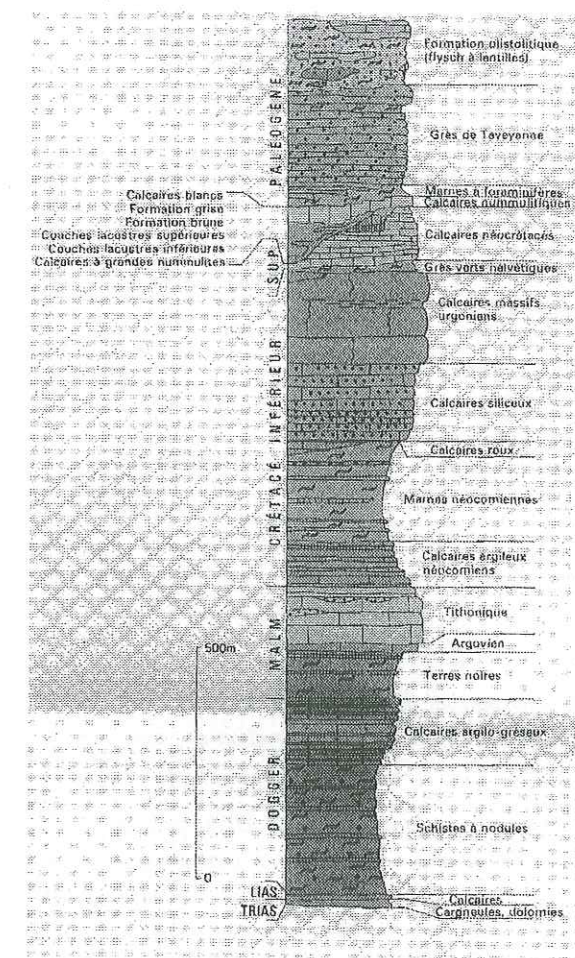 Formation olistolitique
(flysch à lentilles)
PALÉOGÈNE
Grès de Taveyanne
Marnes à foraminifères
Calcaires nummulitiques
Calcaires blancs
Formation grise
Formation brune
Couches lacustres supérieures
Couches lacustres inférieures
Calcaires à grandes nummulites
Calcaires néocrétacés
SUP.
Grès verts helvétiques
Calcaires massifs
urgoniens
CRÉTACÉ INFÉRIEUR
Calcaires siliceux
Calcaires roux
Marnes néocomiennes
Calcaires argileux
néocomiens
MALM
Tithonique
Argovien
500m
Terres noires
Calcaires argilo-gréseux
DOGGER
Schistes à nodules
0
LIAS
Calcaires
TRIAS
Cargneules, dolomies